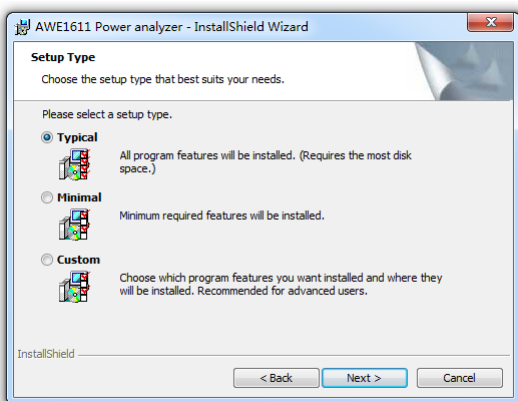 AWE1611 Power analyzer - InstallShield Wizard
Setup Type
Choose the setup type that best suits your needs.
Please select a setup type.
Typical
All program features will be installed. (Requires the most disk
space.)
Minimal
Minimum required features will be installed.
Custom
Choose which program features you want installed and where they
will be installed. Recommended for advanced users.
InstallShield
< Back Next > Cancel